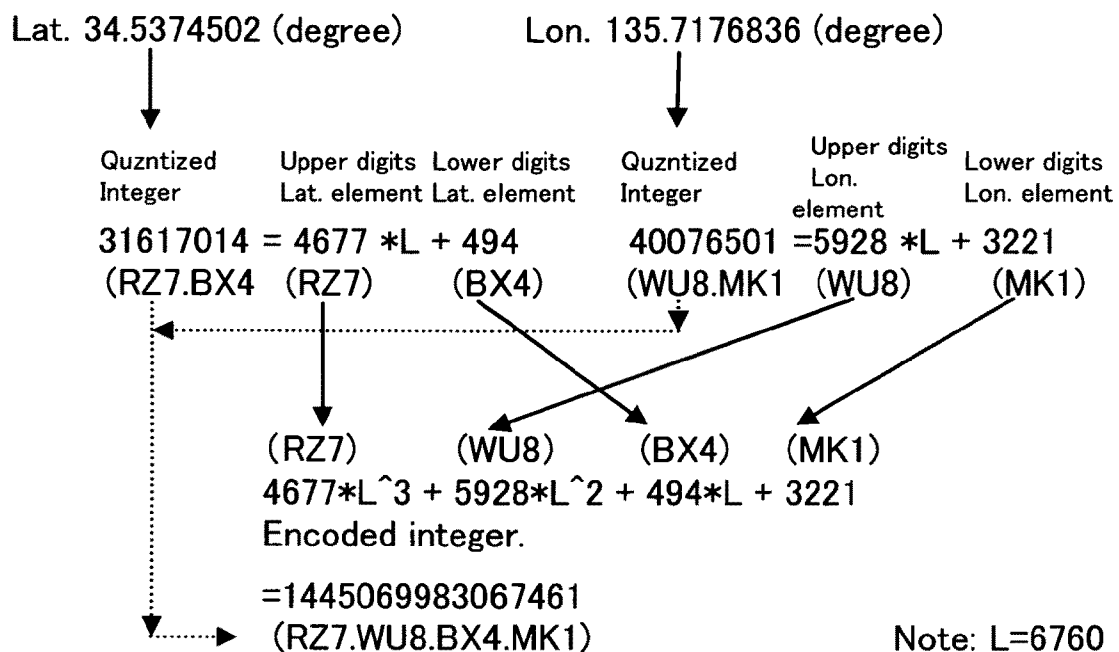 Lat. 34.5374502 (degree) Lon. 135.7176836 (degree)
Quzntized Integer
Upper digits Lat. element
Lower digits Lat. element
Quzntized Integer
Upper digits Lon. element
Lower digits Lon. element
31617014 = 4677 *L + 494 40076501 =5928 *L + 3221
(RZ7.BX4 (RZ7) (BX4) (WU8.MK1 (WU8) (MK1)
(RZ7) (WU8) (BX4) (MK1)
4677*L^3 + 5928*L^2 + 494*L + 3221
Encoded integer.
=1445069983067461
(RZ7.WU8.BX4.MK1) Note: L=6760